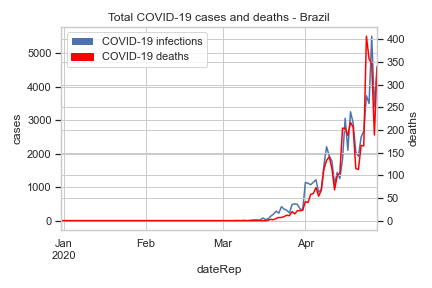 Total COVID-19 cases and deaths - Brazil
COVID-19 infections
COVID-19 deaths
5000
4000
3000
2000
1000
0
cases
400
350
300
250
200
150
100
50
0
deaths
Jan
2020
Feb
Mar
Apr
dateRep